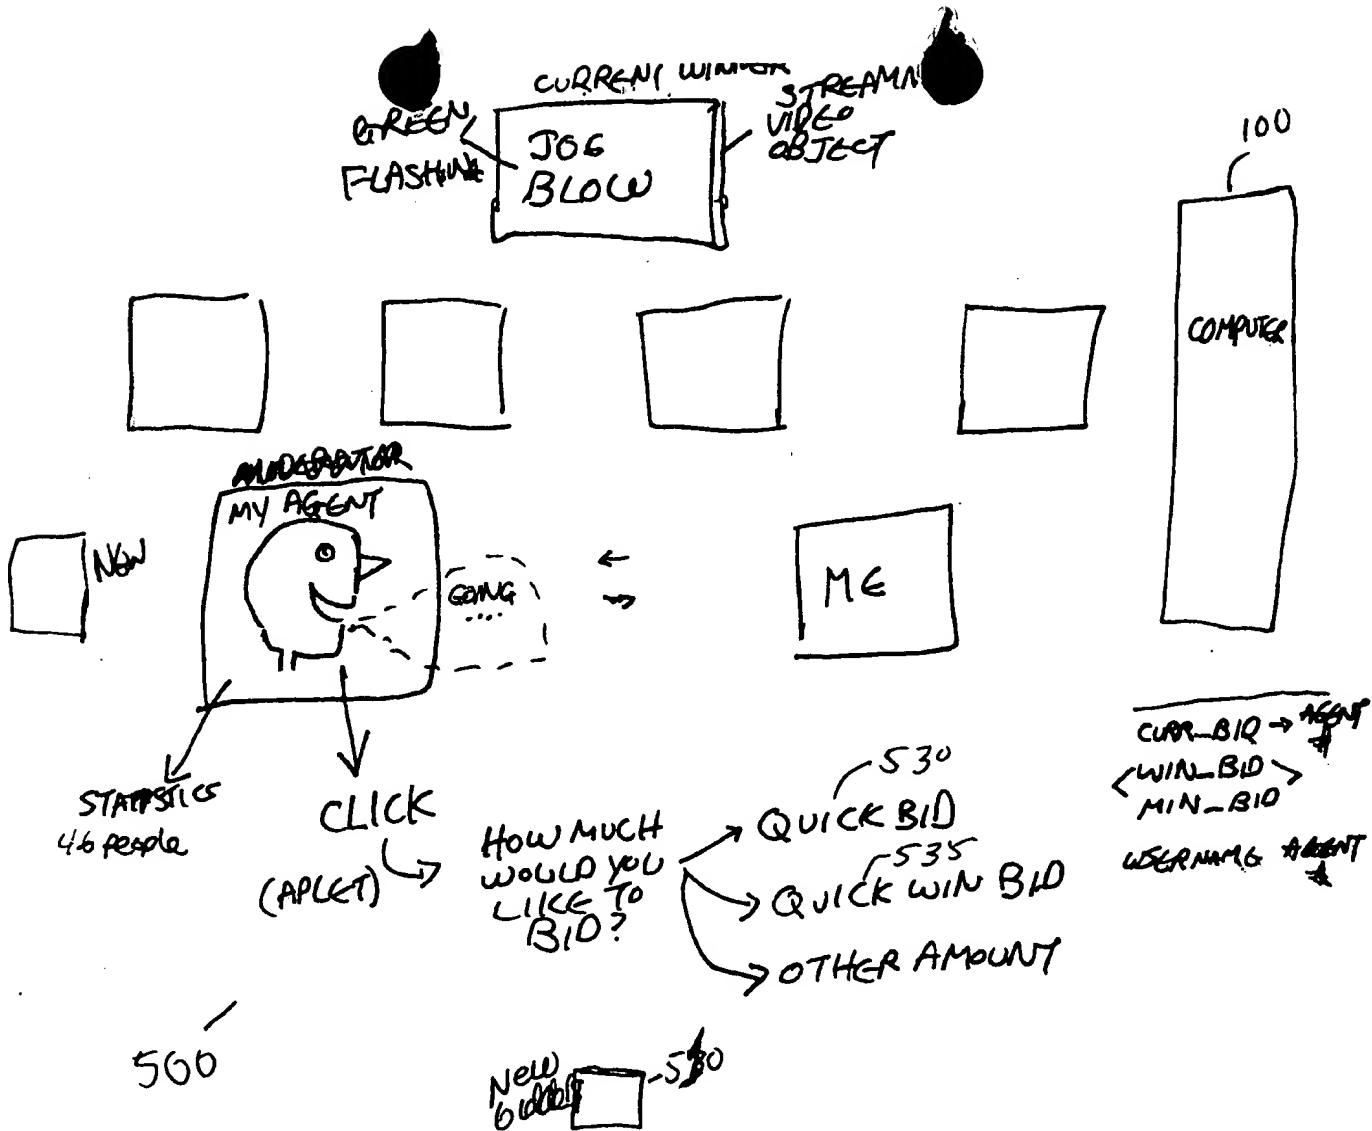 CURRENT WINNER
GREEN
FLASHING
JOE
BLOW
STREAMN
VIDEO
OBJECT
100
COMPUTER
MODERATOR
MY AGENT
NEW
GOING
....
ME
STATISTICS
46 people
CLICK
(APLET)
HOW MUCH
WOULD YOU
LIKE TO
BID?
530
QUICK BID
535
QUICK WIN BID
OTHER AMOUNT
CURR_BID → AGENT
<WIN_BID>
MIN_BID
USERNAME AGENT
500
NEW